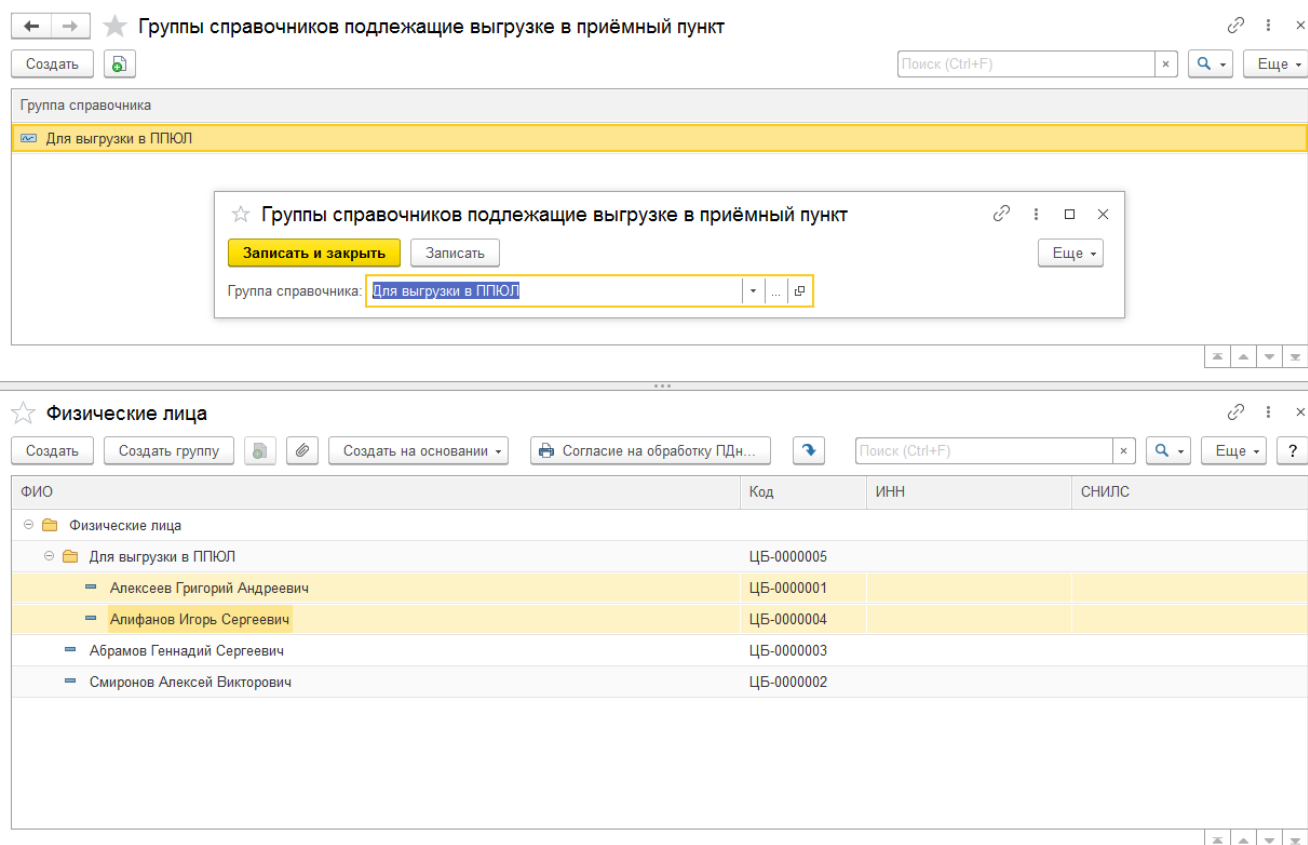 Группы справочников подлежащие выгрузке в приёмный пункт
Создать Поиск (Ctrl+F) × Еще
Группа справочника
Для выгрузки в ППЮЛ
Группы справочников подлежащие выгрузке в приёмный пункт
Записать и закрыть Записать Еще
Группа справочника: Для выгрузки в ППЮЛ ...
Физические лица
Создать Создать группу Создать на основании Согласие на обработку ПДн... Поиск (Ctrl+F) × Еще ?
ФИО Код ИНН СНИЛС
Физические лица
Для выгрузки в ППЮЛ ЦБ-0000005
Алексеев Григорий Андреевич ЦБ-0000001
Алифанов Игорь Сергеевич ЦБ-0000004
Абрамов Геннадий Сергеевич ЦБ-0000003
Смиронов Алексей Викторович ЦБ-0000002